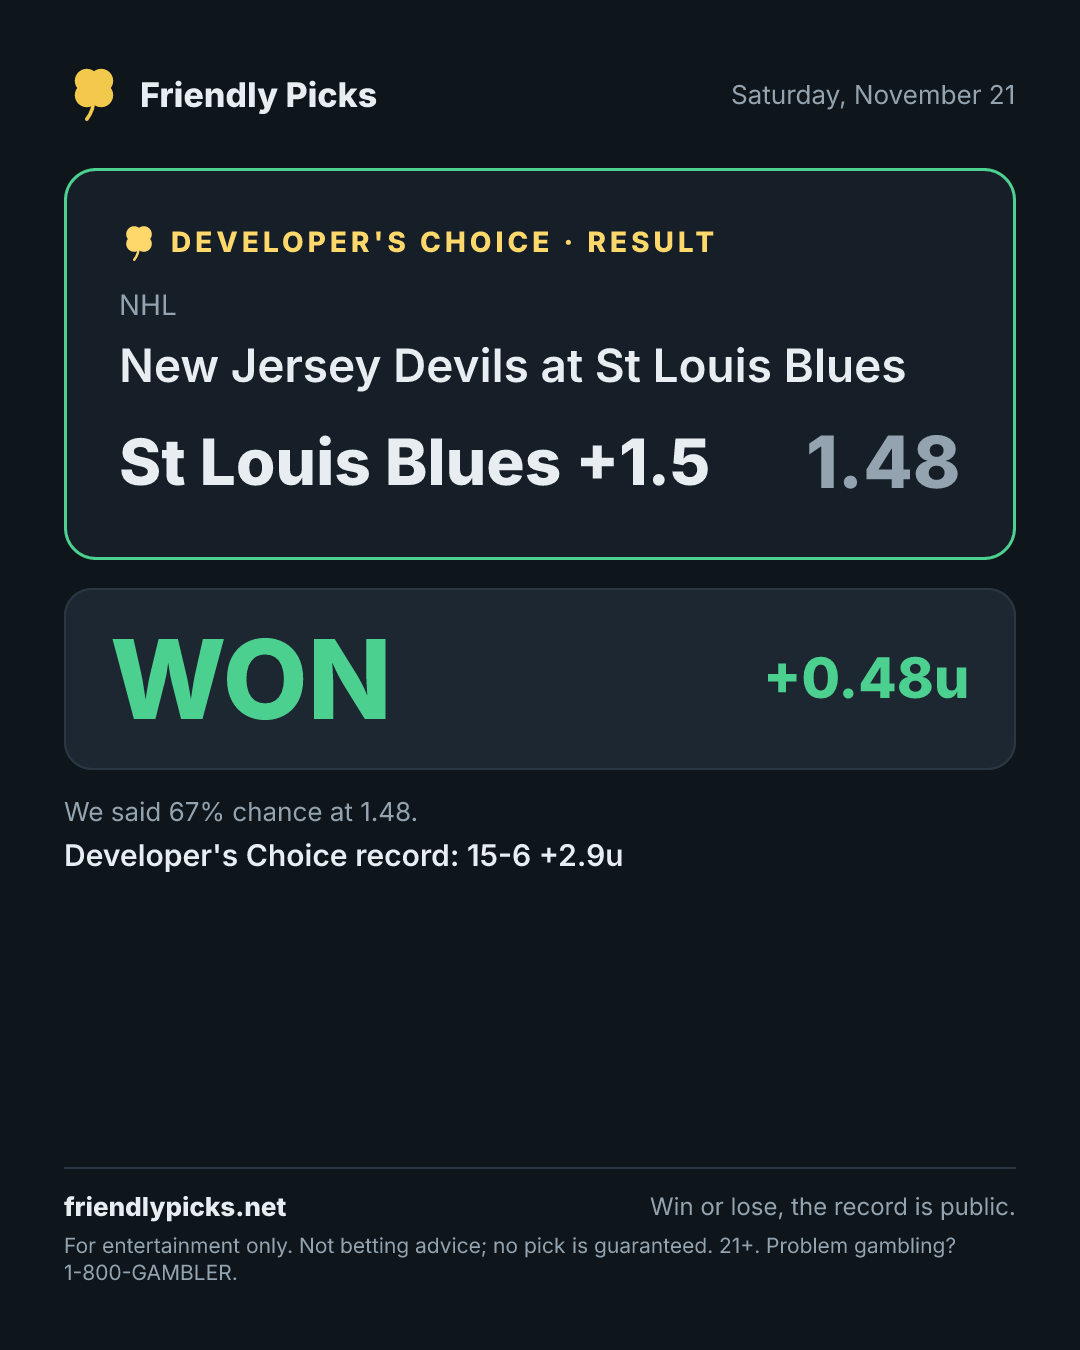 Friendly Picks
Saturday, November 21
DEVELOPER'S CHOICE · RESULT
NHL
New Jersey Devils at St Louis Blues
St Louis Blues +1.5 1.48
WON +0.48u
We said 67% chance at 1.48.
Developer's Choice record: 15-6 +2.9u
friendlypicks.net
Win or lose, the record is public.
For entertainment only. Not betting advice; no pick is guaranteed. 21+. Problem gambling?
1-800-GAMBLER.